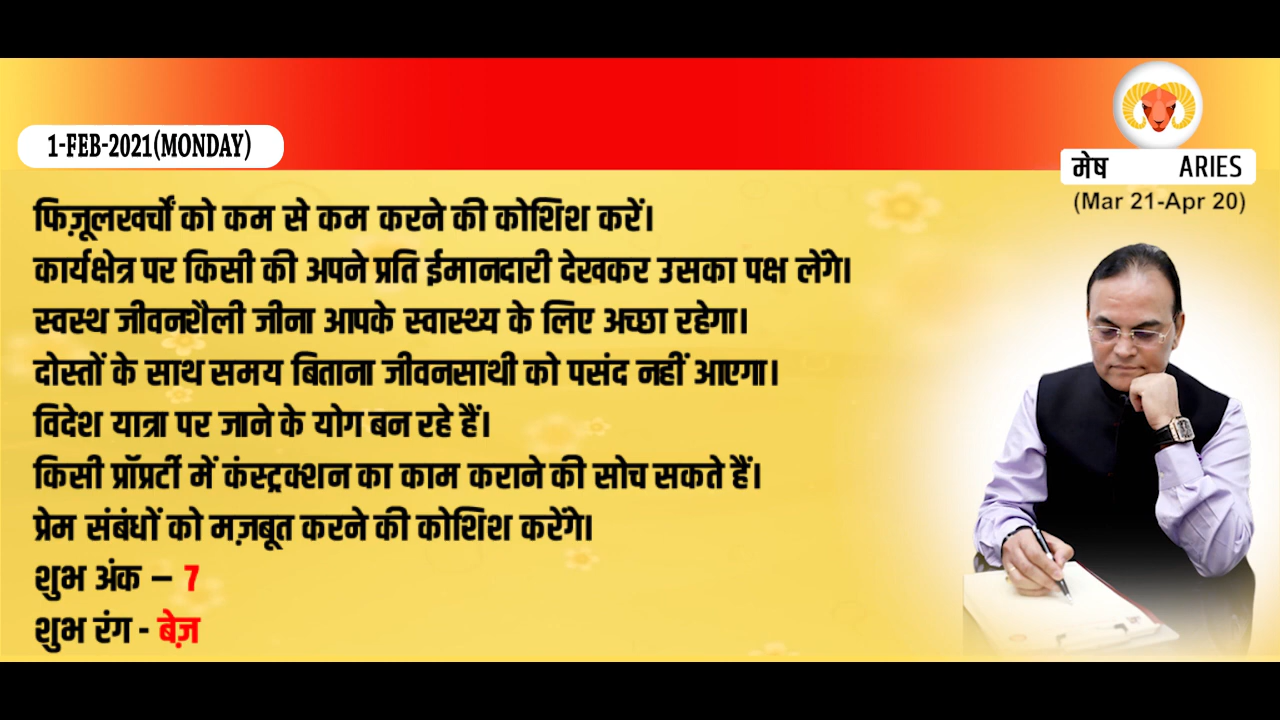 1-FEB-2021(MONDAY)
मेष ARIES
(Mar 21-Apr 20)
फिज़ूलखर्चों को कम से कम करने की कोशिश करें।
कार्यक्षेत्र पर किसी की अपने प्रति ईमानदारी देखकर उसका पक्ष लेंगे।
स्वस्थ जीवनशैली जीना आपके स्वास्थ्य के लिए अच्छा रहेगा।
दोस्तों के साथ समय बिताना जीवनसाथी को पसंद नहीं आएगा।
विदेश यात्रा पर जाने के योग बन रहे हैं।
किसी प्रॉप्रर्टी में कंस्ट्रक्शन का काम कराने की सोच सकते हैं।
प्रेम संबंधों को मज़बूत करने की कोशिश करेंगे।
शुभ अंक – 7
शुभ रंग - बेज़